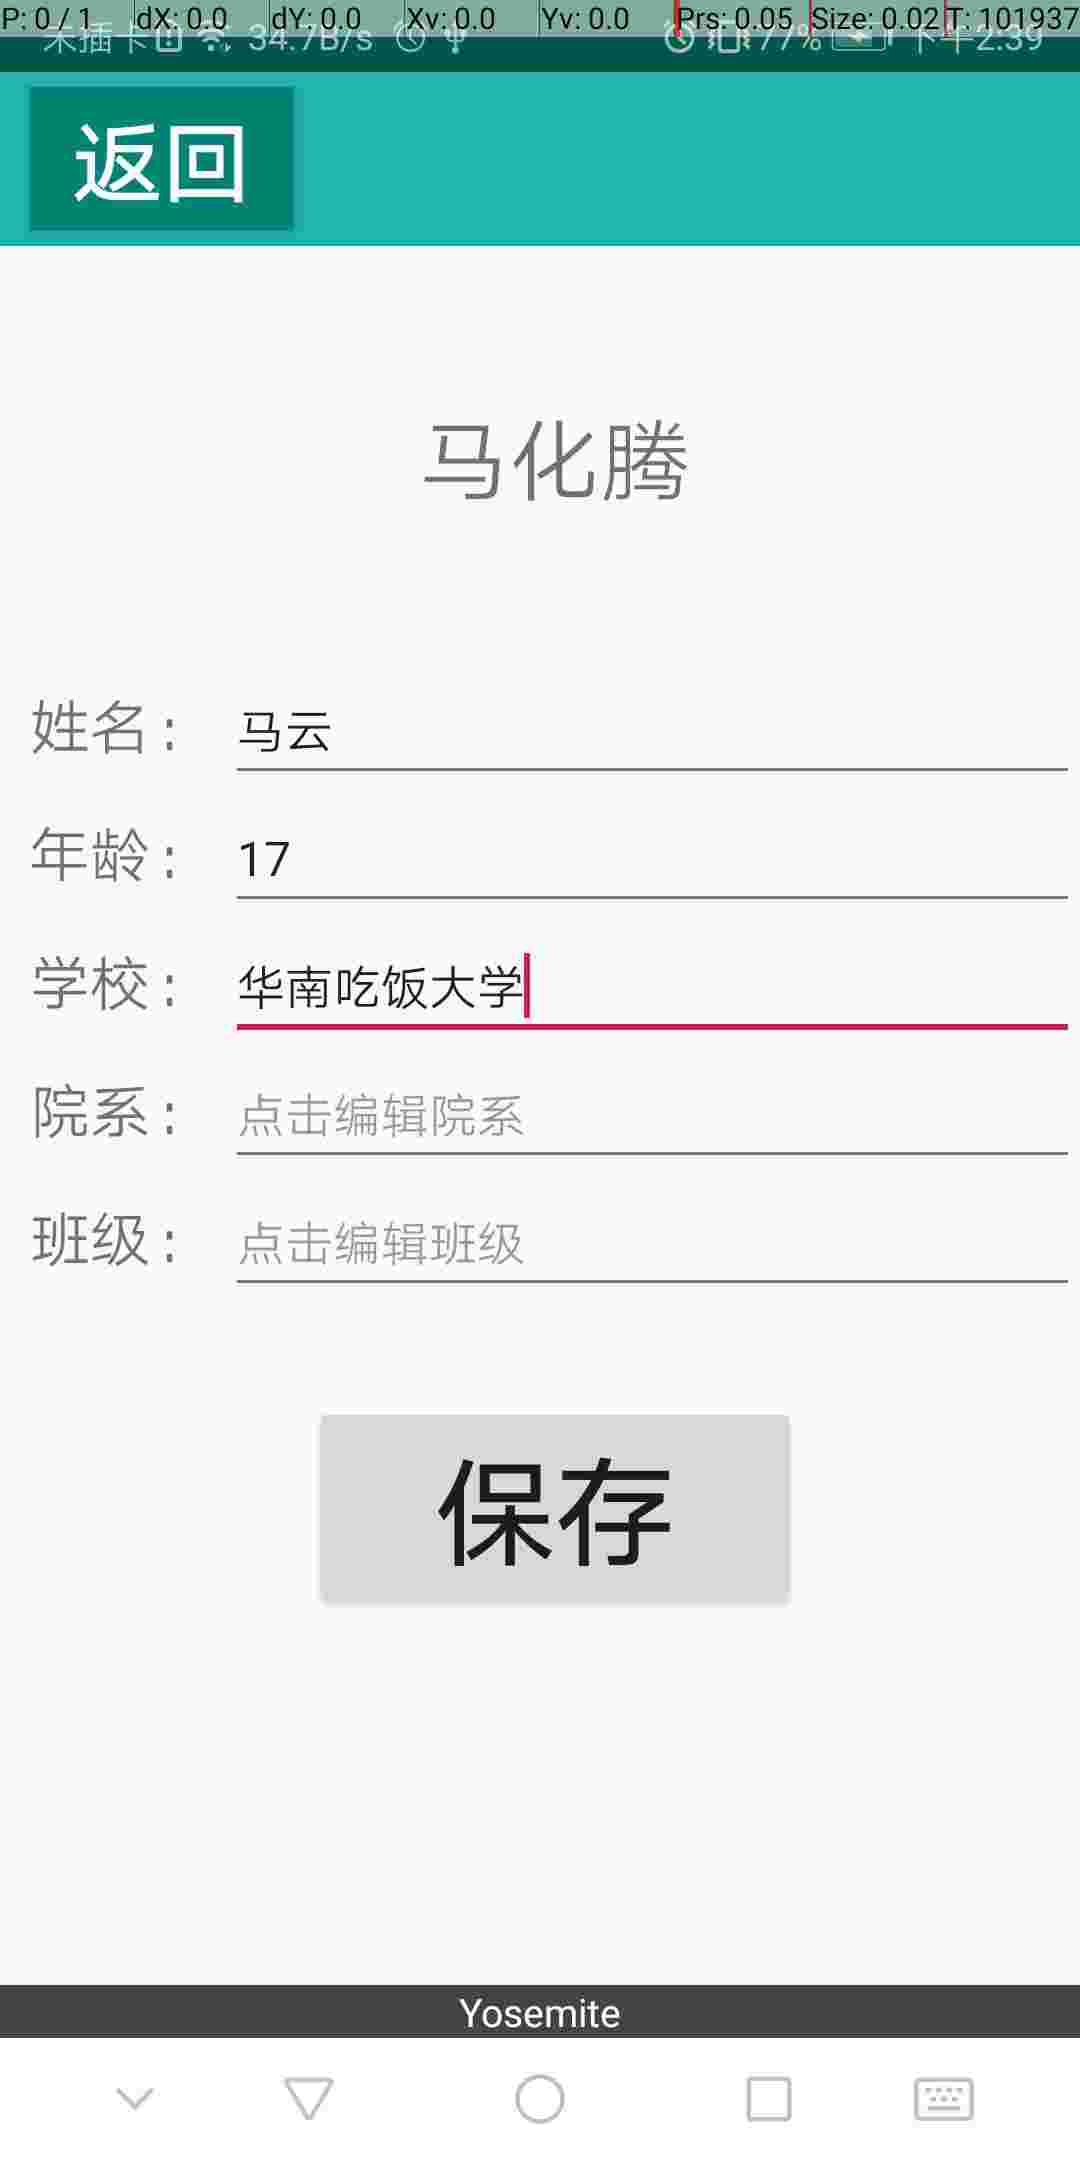 P: 0 / 1 dX: 0.0 dY: 0.0 Xv: 0.0 Yv: 0.0 Prs: 0.05 Size: 0.02 T: 101937
未插卡 34.7B/s 77% 下午2:39
返回
马化腾
姓名: 马云
年龄: 17
学校: 华南吃饭大学
院系: 点击编辑院系
班级: 点击编辑班级
保存
Yosemite